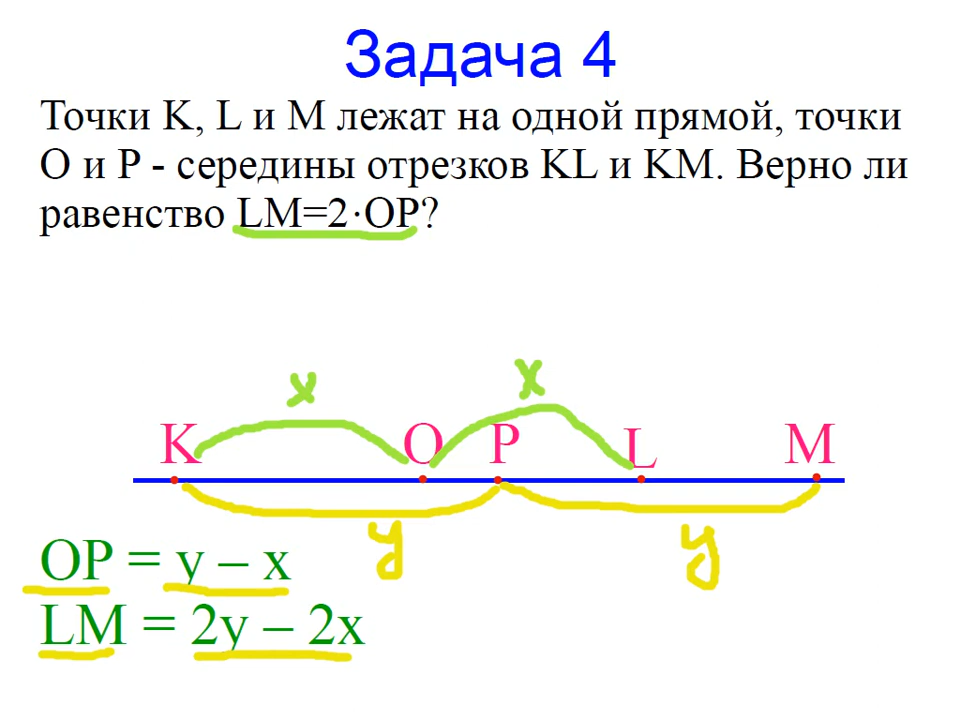 Задача 4
Точки K, L и M лежат на одной прямой, точки
O и P - середины отрезков KL и KM. Верно ли
равенство LM=2·OP?
x x
K O P L M
y y
OP = y – x
LM = 2y – 2x